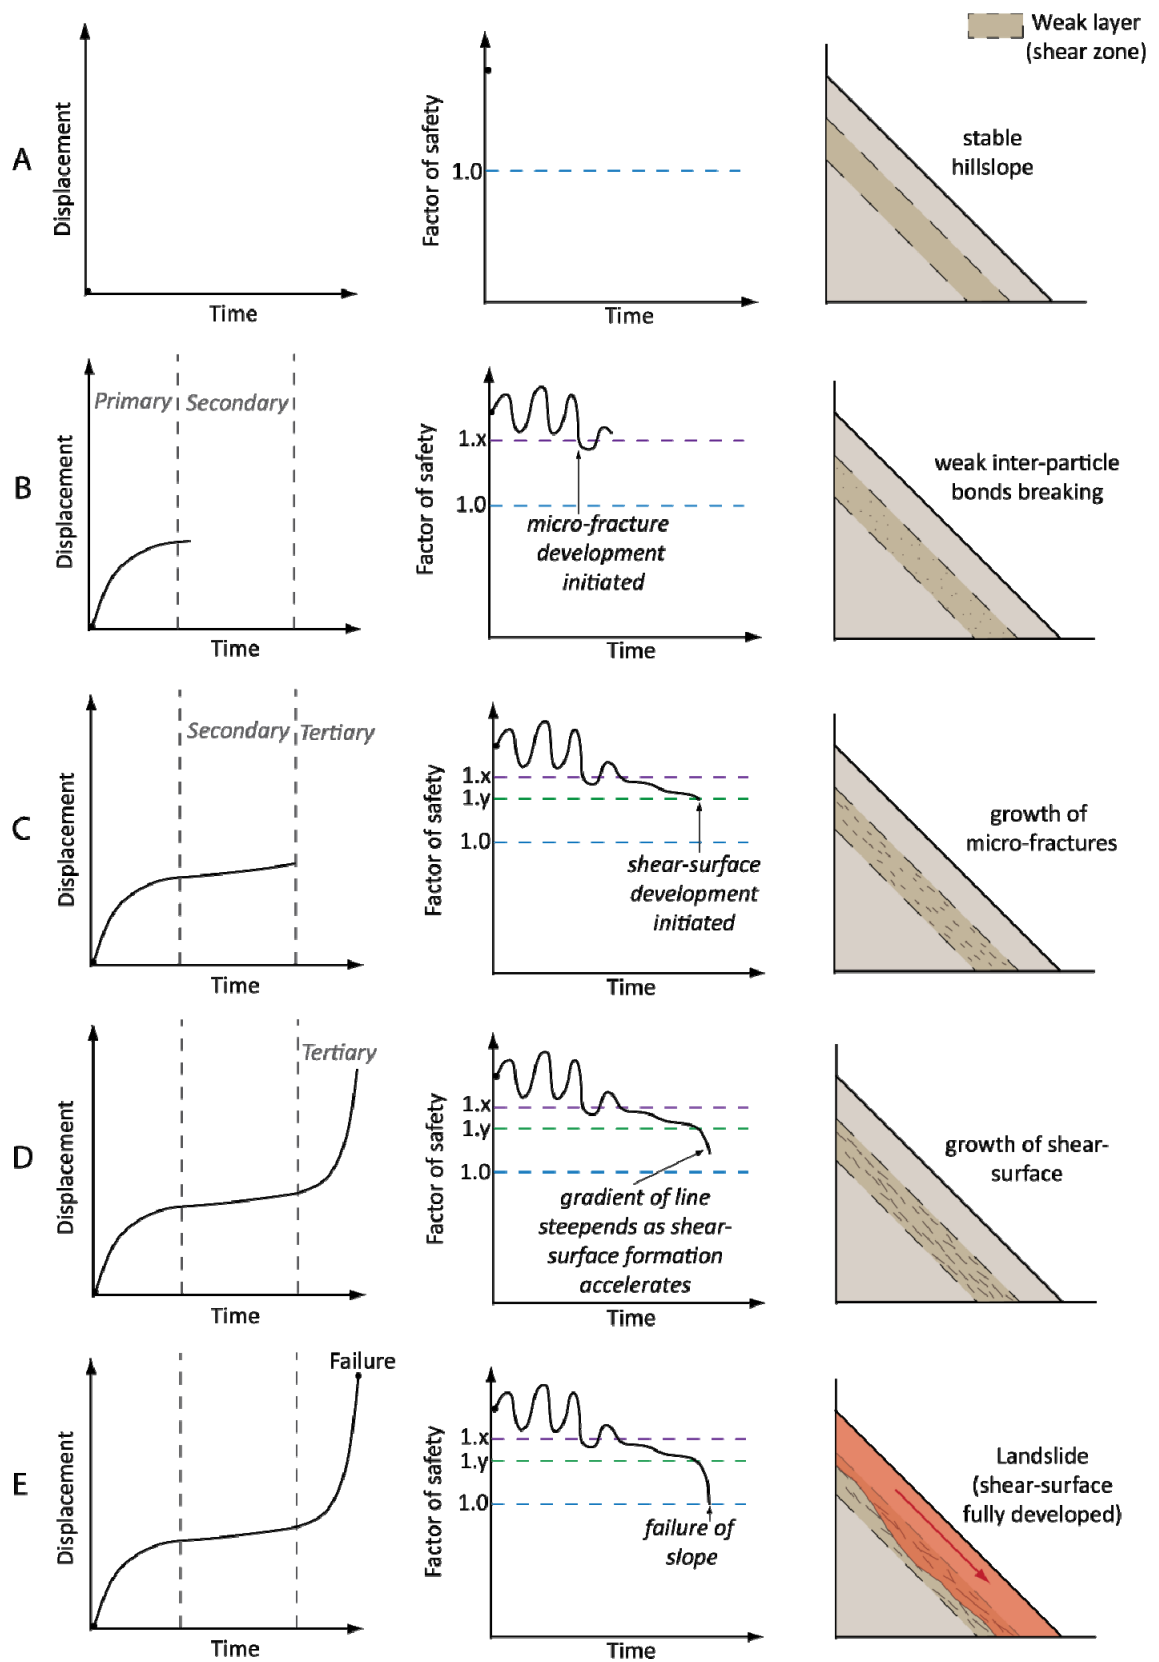 Weak layer
(shear zone)
A
Displacement
Time
Factor of safety
1.0
Time
stable
hillslope
B
Displacement
Primary
Secondary
Time
Factor of safety
1.x
1.0
micro-fracture
development
initiated
Time
weak inter-particle
bonds breaking
C
Displacement
Secondary
Tertiary
Time
Factor of safety
1.x
1.y
1.0
shear-surface
development
initiated
Time
growth of
micro-fractures
D
Displacement
Tertiary
Time
Factor of safety
1.x
1.y
1.0
gradient of line
steepends as shear-
surface formation
accelerates
Time
growth of shear-
surface
E
Displacement
Failure
Time
Factor of safety
1.x
1.y
1.0
failure of
slope
Time
Landslide
(shear-surface
fully developed)